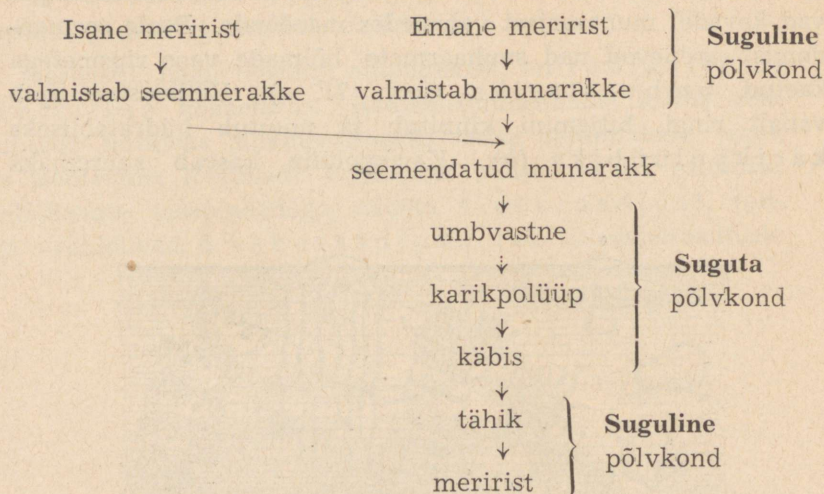 Isane meririst Emane meririst Suguline
põlvkond
valmistab seemnerakke valmistab munarakke
seemendatud munarakk
umbvastne
Suguta
karikpolüüp põlvkond
käbis
tähik Suguline
põlvkond
meririst